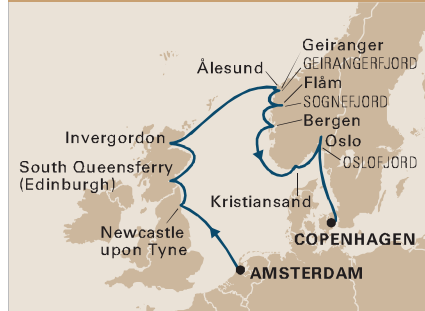 Geiranger
GEIRANGERFJORD
Ålesund
Flåm
SOGNEFJORD
Bergen
Invergordon
Oslo
OSLOFJORD
South Queensferry
(Edinburgh)
Kristiansand
Newcastle
upon Tyne
COPENHAGEN
AMSTERDAM